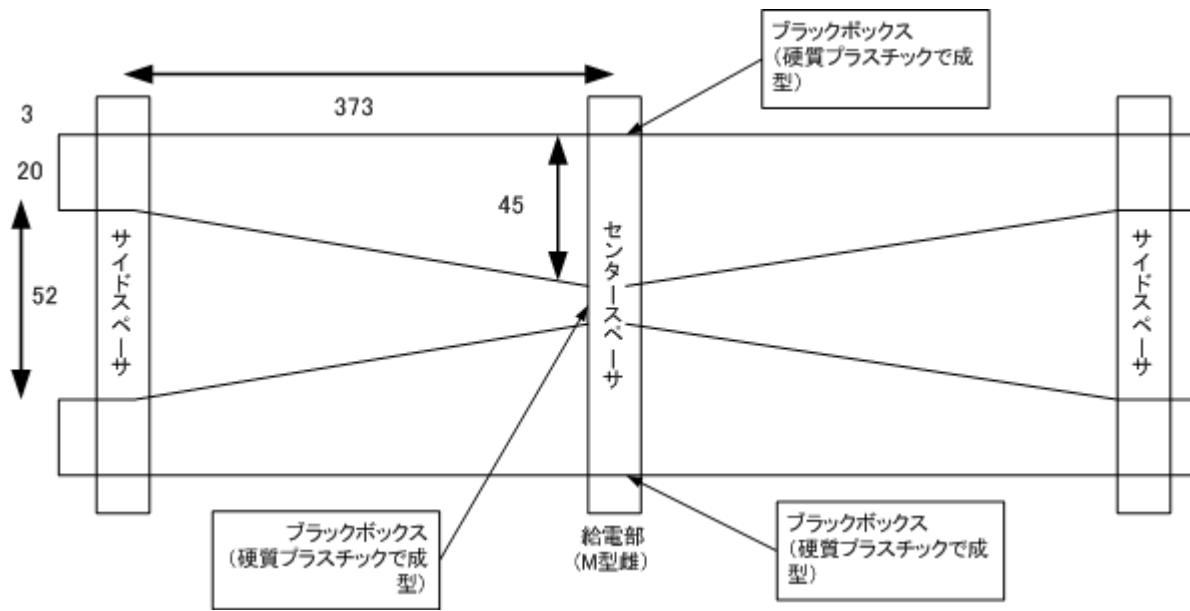 ブラックボックス
(硬質プラスチックで成
型)
373
3
20
45
52
サイドスペーサ
センタースペーサ
サイドスペーサ
ブラックボックス
(硬質プラスチックで成
型)
給電部
(M型雌)
ブラックボックス
(硬質プラスチックで成
型)